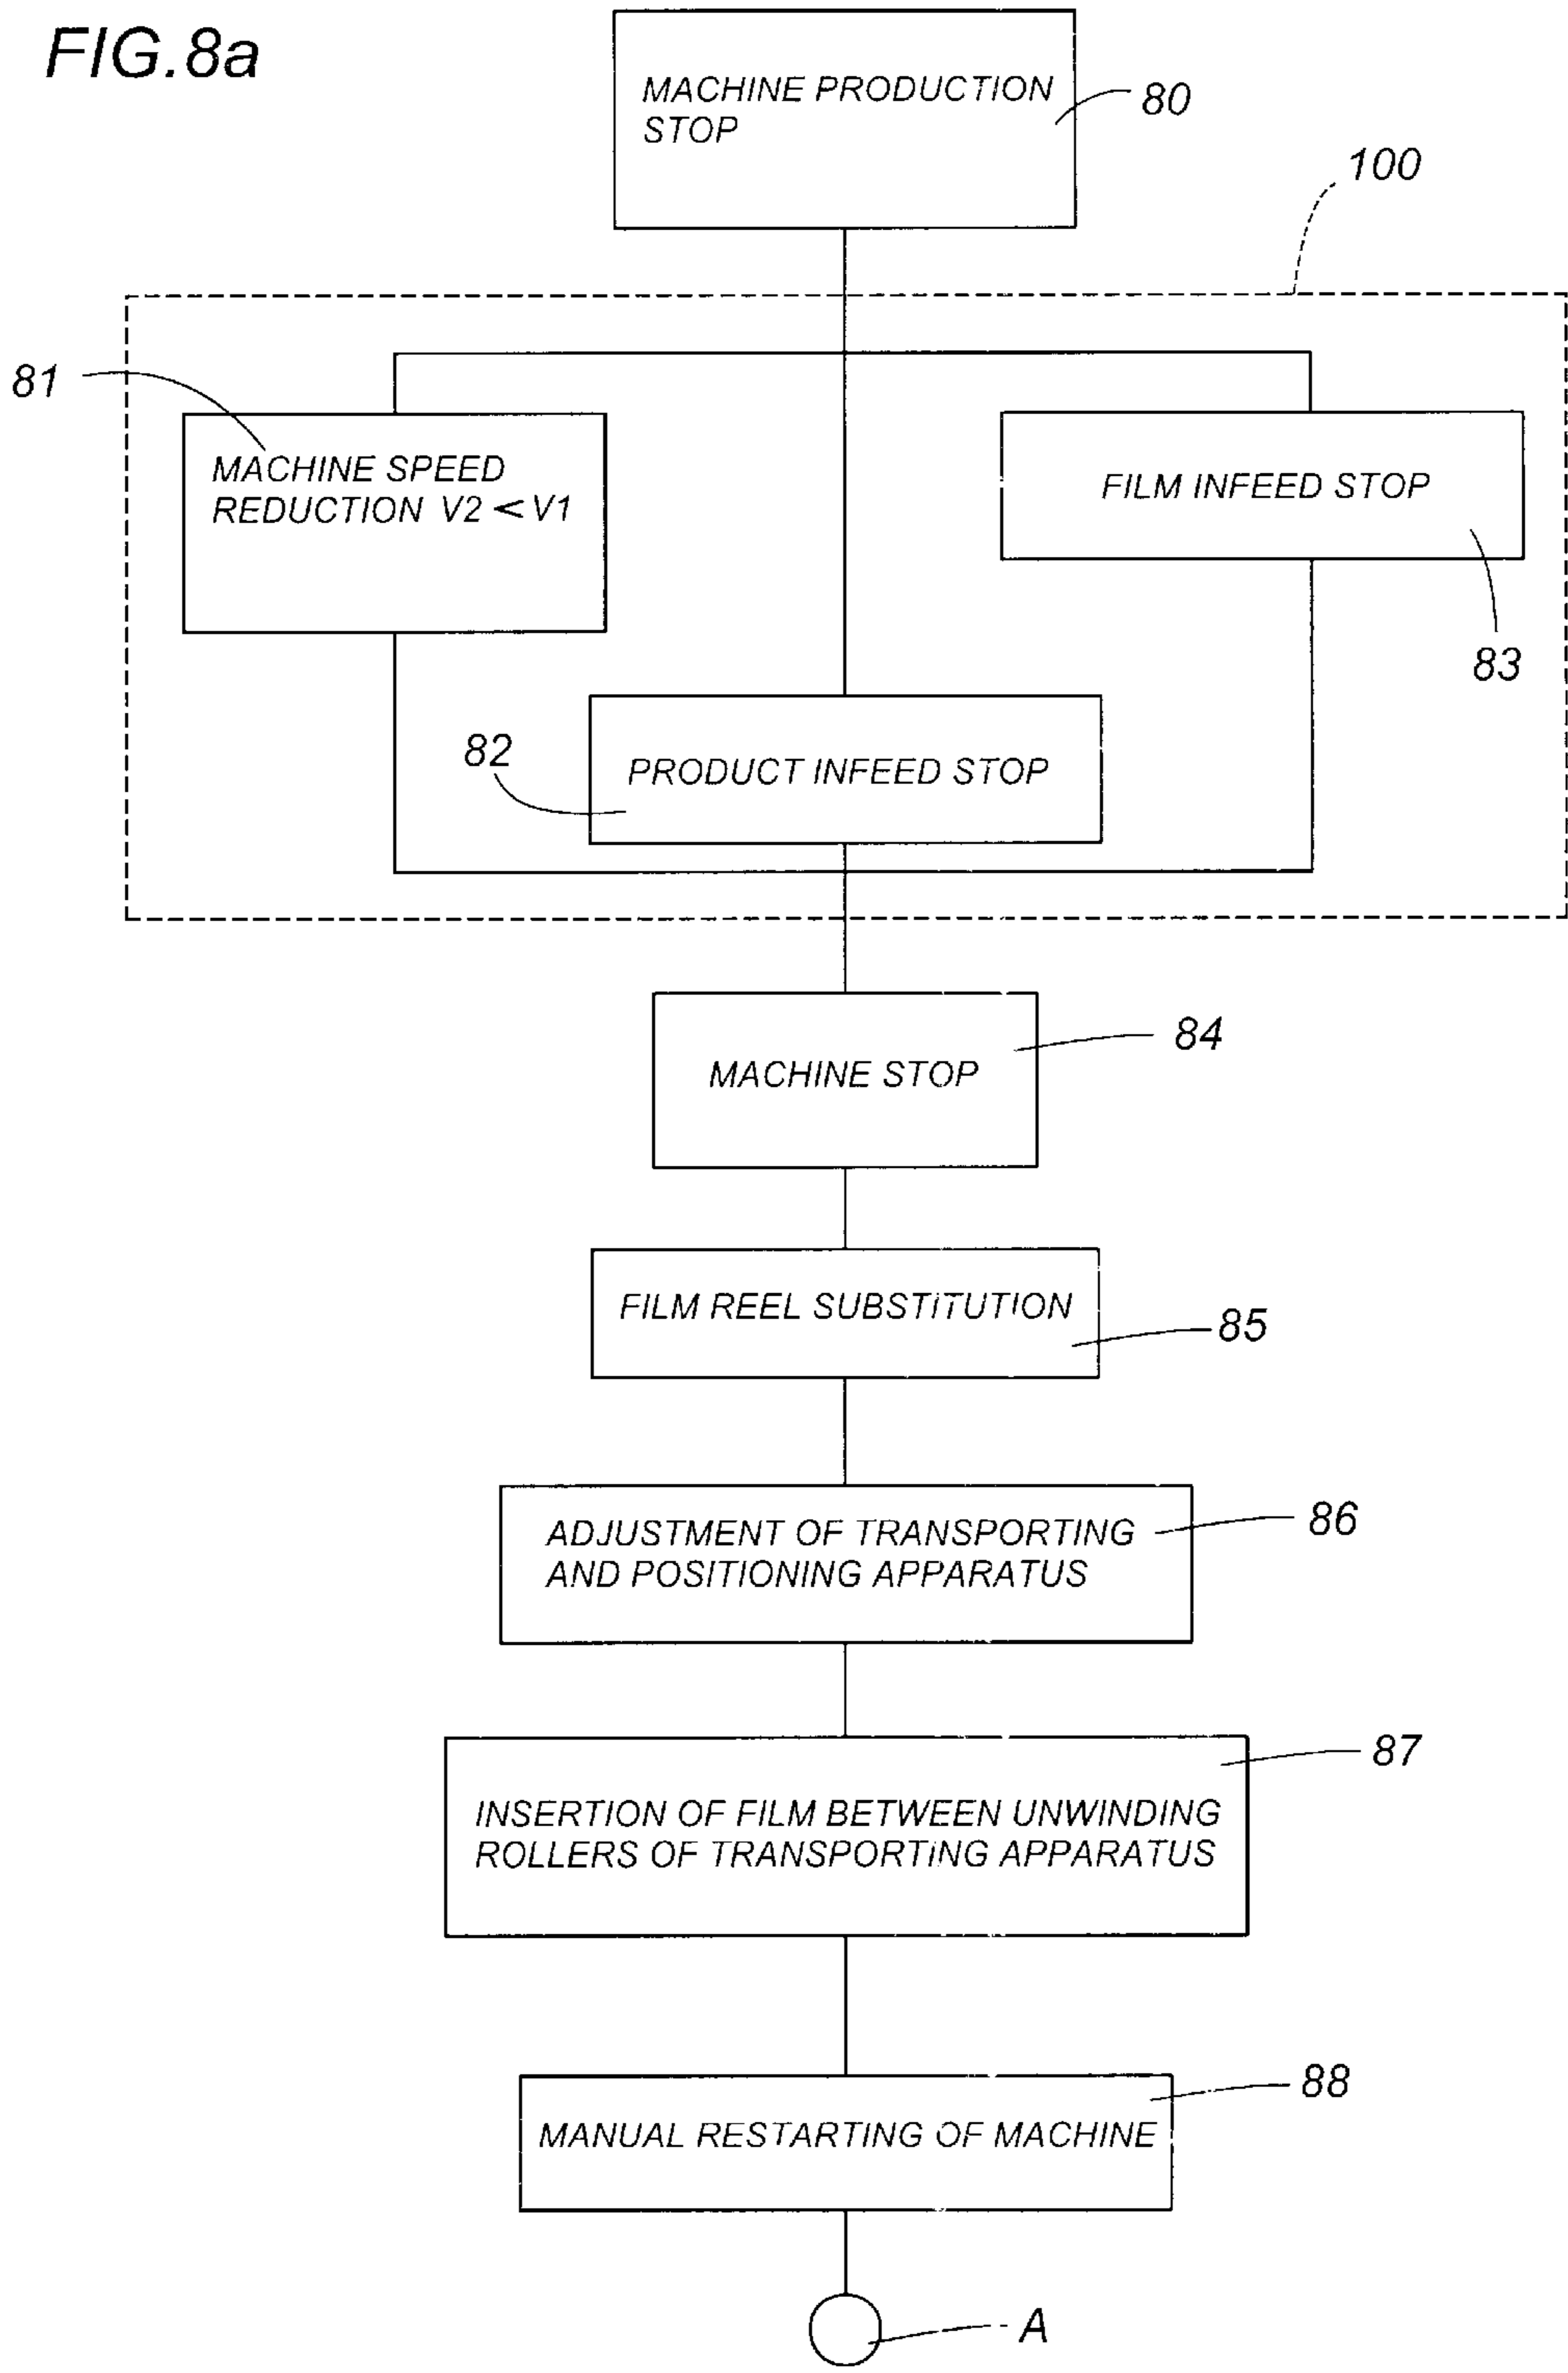 FIG.8a
MACHINE PRODUCTION
STOP
80
100
81
MACHINE SPEED
REDUCTION V2 < V1
FILM INFEED STOP
83
82
PRODUCT INFEED STOP
84
MACHINE STOP
FILM REEL SUBSTITUTION
85
ADJUSTMENT OF TRANSPORTING
AND POSITIONING APPARATUS
86
87
INSERTION OF FILM BETWEEN UNWINDING
ROLLERS OF TRANSPORTING APPARATUS
88
MANUAL RESTARTING OF MACHINE
A